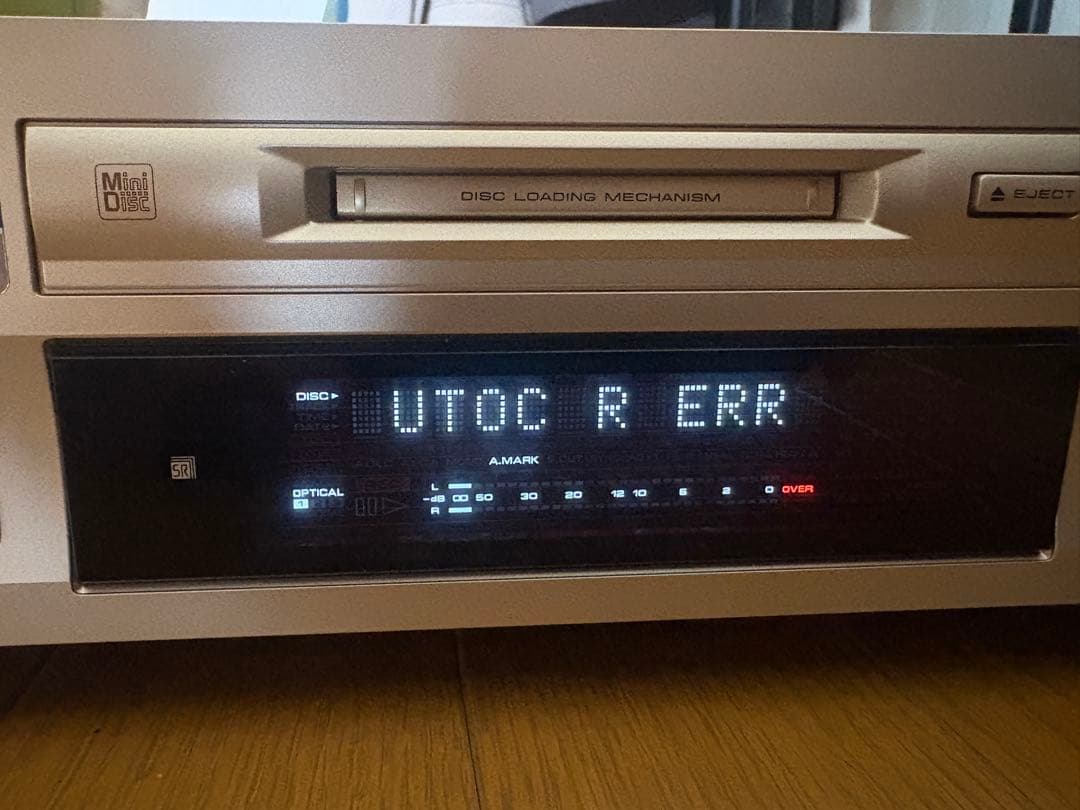 Mini
Disc
DISC LOADING MECHANISM
EJECT
DISC
UTOC R ERR
A.MARK
SR
OPTICAL
1
L
-dB ∞ 50 30 20 12 10 6 2 0 OVER
R